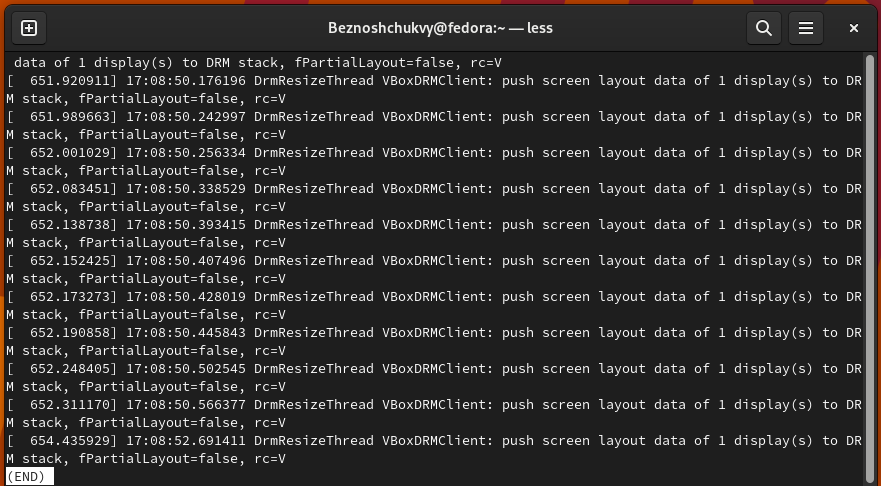 Beznoshchukvy@fedora:~ — less
 data of 1 display(s) to DRM stack, fPartialLayout=false, rc=V
[  651.920911] 17:08:50.176196 DrmResizeThread VBoxDRMClient: push screen layout data of 1 display(s) to DR
M stack, fPartialLayout=false, rc=V
[  651.989663] 17:08:50.242997 DrmResizeThread VBoxDRMClient: push screen layout data of 1 display(s) to DR
M stack, fPartialLayout=false, rc=V
[  652.001029] 17:08:50.256334 DrmResizeThread VBoxDRMClient: push screen layout data of 1 display(s) to DR
M stack, fPartialLayout=false, rc=V
[  652.083451] 17:08:50.338529 DrmResizeThread VBoxDRMClient: push screen layout data of 1 display(s) to DR
M stack, fPartialLayout=false, rc=V
[  652.138738] 17:08:50.393415 DrmResizeThread VBoxDRMClient: push screen layout data of 1 display(s) to DR
M stack, fPartialLayout=false, rc=V
[  652.152425] 17:08:50.407496 DrmResizeThread VBoxDRMClient: push screen layout data of 1 display(s) to DR
M stack, fPartialLayout=false, rc=V
[  652.173273] 17:08:50.428019 DrmResizeThread VBoxDRMClient: push screen layout data of 1 display(s) to DR
M stack, fPartialLayout=false, rc=V
[  652.190858] 17:08:50.445843 DrmResizeThread VBoxDRMClient: push screen layout data of 1 display(s) to DR
M stack, fPartialLayout=false, rc=V
[  652.248405] 17:08:50.502545 DrmResizeThread VBoxDRMClient: push screen layout data of 1 display(s) to DR
M stack, fPartialLayout=false, rc=V
[  652.311170] 17:08:50.566377 DrmResizeThread VBoxDRMClient: push screen layout data of 1 display(s) to DR
M stack, fPartialLayout=false, rc=V
[  654.435929] 17:08:52.691411 DrmResizeThread VBoxDRMClient: push screen layout data of 1 display(s) to DR
M stack, fPartialLayout=false, rc=V
(END)